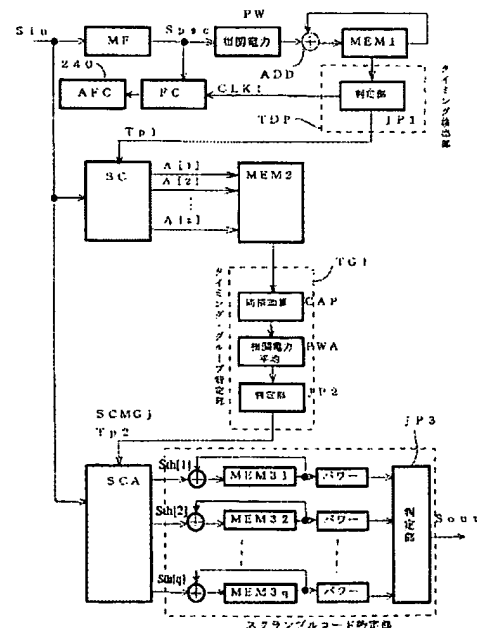 Sin
MF
Spsc
PW
相関電力
ADD
MEM1
240
AFC
FC
CLK1
TDP
判定部
JP1
タイミング検出部
Tp1
SC
A[1]
A[2]
A[z]
MEM2
TG1
CAP
相関電力
平均
PWA
判定部
JP2
タイミング・グループ特定部
SCMGj
Tp2
SCA
Sth[1]
MEM31
パワー
Sth[2]
MEM32
パワー
Sth[q]
MEM3q
パワー
jP3
判定部
Sout
スクランブルコード特定部